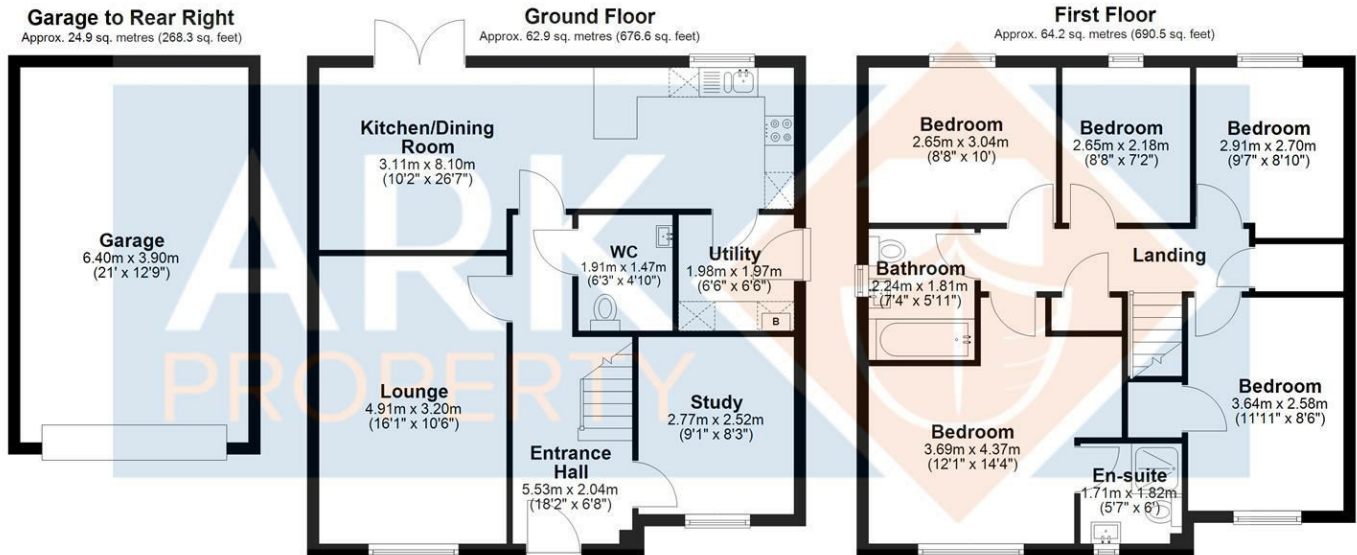 Garage to Rear Right
Approx. 24.9 sq. metres (268.3 sq. feet)
Garage
6.40m x 3.90m
(21' x 12'9")
Ground Floor
Approx. 62.9 sq. metres (676.6 sq. feet)
Kitchen/Dining
Room
3.11m x 8.10m
(10'2" x 26'7")
WC
1.91m x 1.47m
(6'3" x 4'10")
Utility
1.98m x 1.97m
(6'6" x 6'6")
B
Lounge
4.91m x 3.20m
(16'1" x 10'6")
Study
2.77m x 2.52m
(9'1" x 8'3")
Entrance
Hall
5.53m x 2.04m
(18'2" x 6'8")
First Floor
Approx. 64.2 sq. metres (690.5 sq. feet)
Bedroom
2.65m x 3.04m
(8'8" x 10')
Bedroom
2.65m x 2.18m
(8'8" x 7'2")
Bedroom
2.91m x 2.70m
(9'7" x 8'10")
Bathroom
2.24m x 1.81m
(7'4" x 5'11")
Landing
Bedroom
3.69m x 4.37m
(12'1" x 14'4")
En-suite
1.71m x 1.82m
(5'7" x 6')
Bedroom
3.64m x 2.58m
(11'11" x 8'6")
ARK
PROPERTY